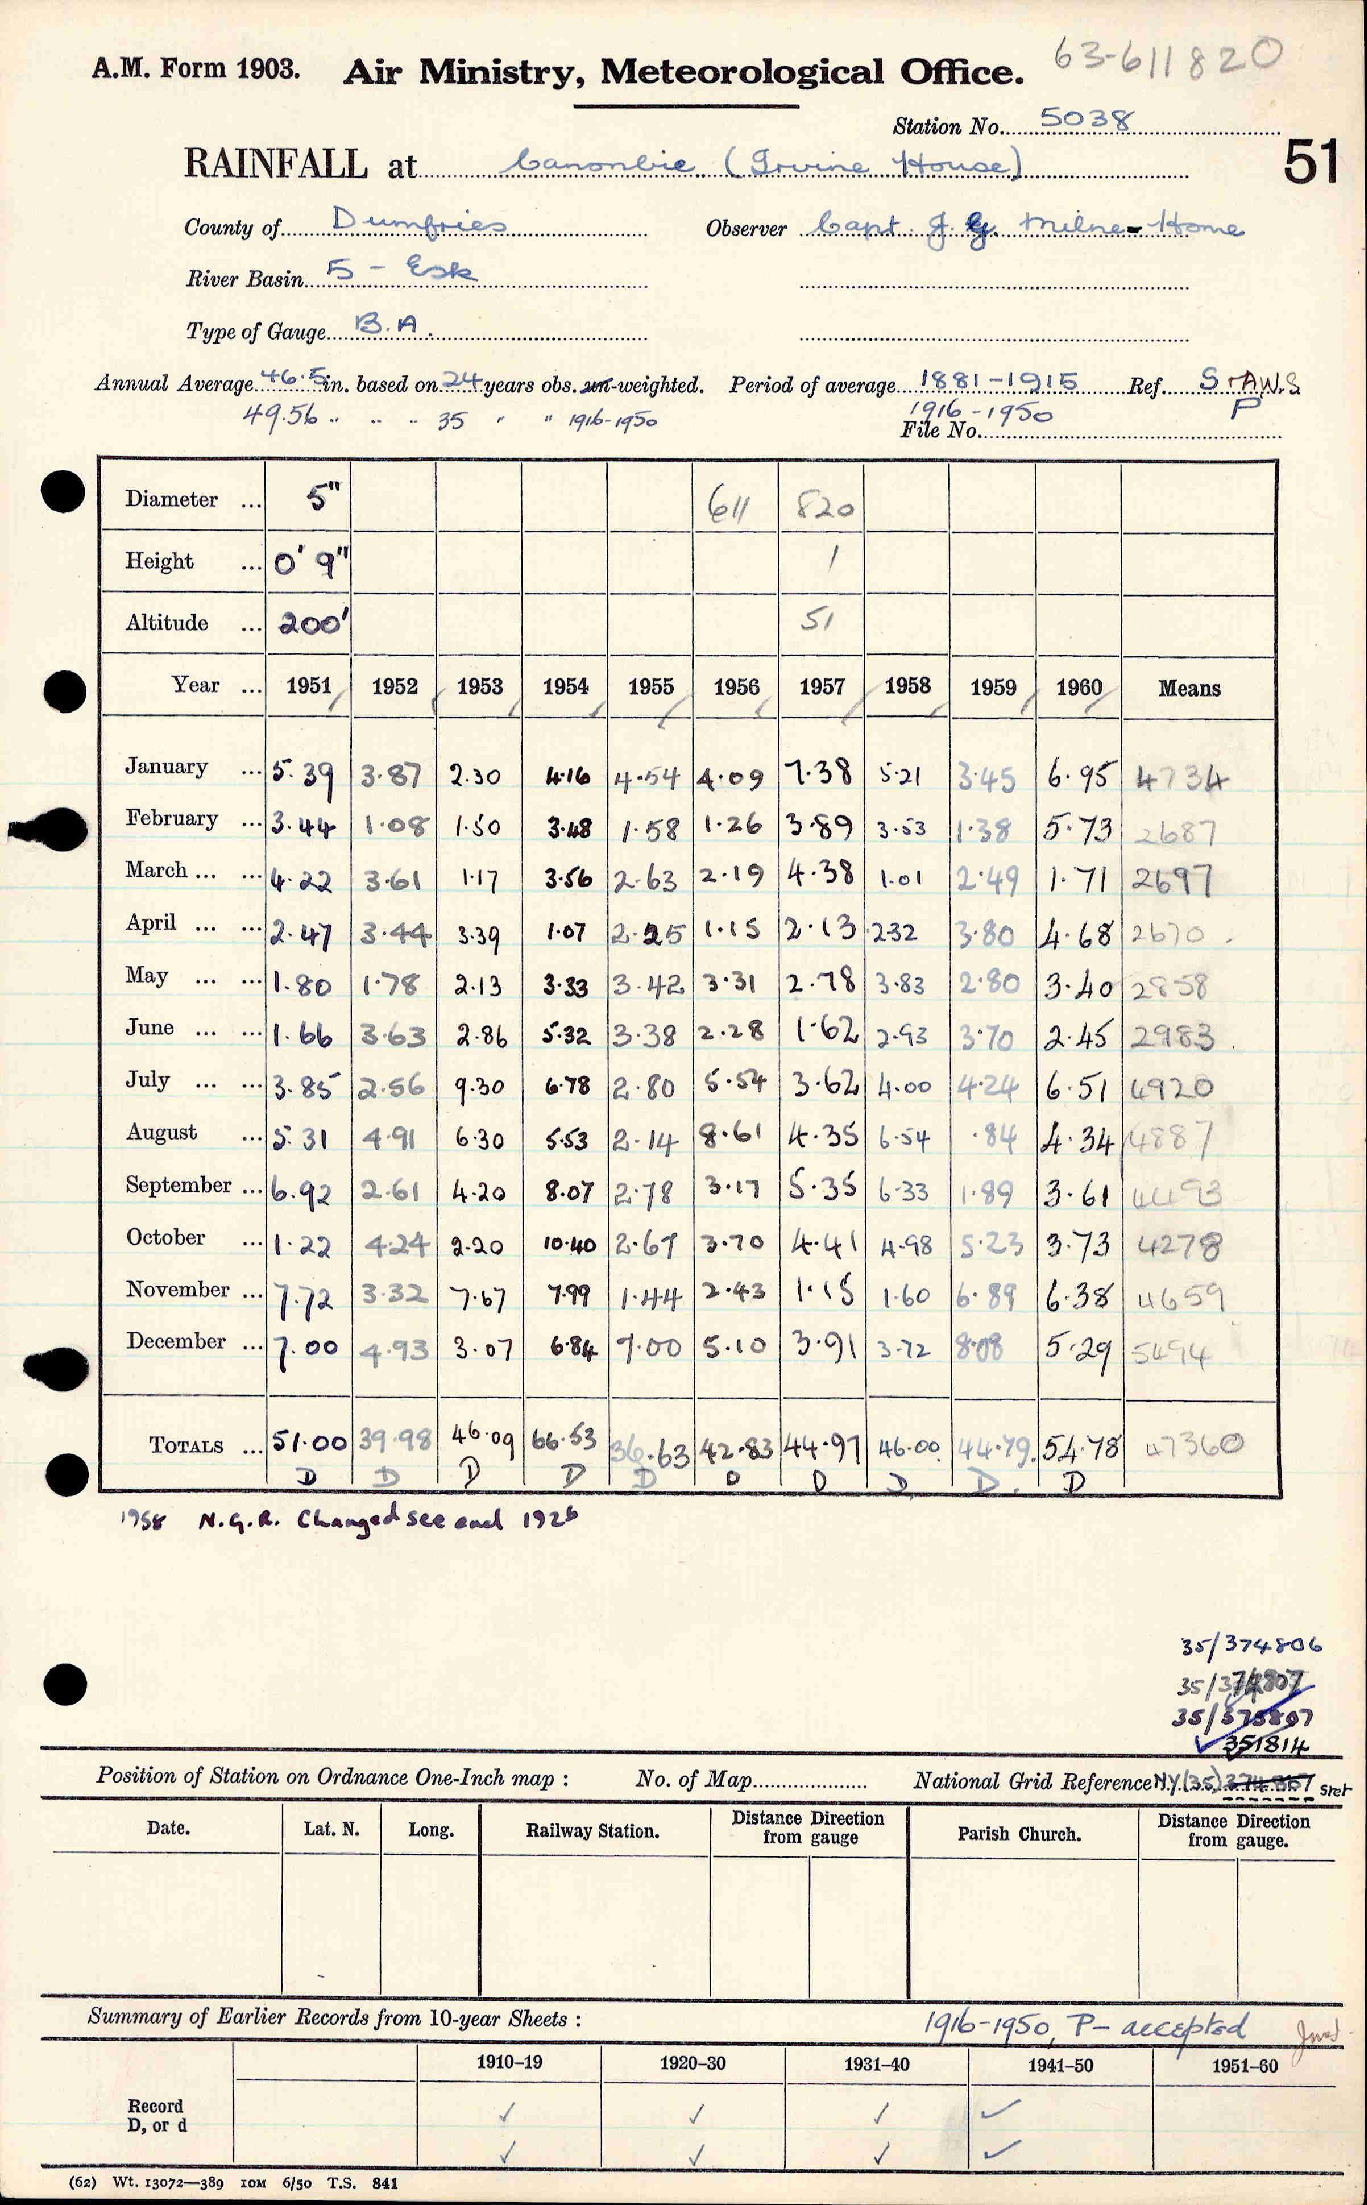 63-611820
A.M. Form 1903. Air Ministry, Meteorological Office.
Station No. 5038
51
RAINFALL at Canonbie (Irvine House)
County of Dumfries Observer Capt. J G. Milne-Home
River Basin 5 - Esk
Type of Gauge B.A.
Annual Average 46.5 in. based on 24 years obs. un-weighted. Period of average 1881-1915 Ref. S+A.W.S
49.56 " " " 35 " " 1916-1950 1916-1950 P
File No.
Diameter ... 5" 611 820
Height ... 0' 9" 1
Altitude ... 200' 51
Year ... 1951 1952 1953 1954 1955 1956 1957 1958 1959 1960 Means
January ... 5.39 3.87 2.30 4.16 4.54 4.09 7.38 5.21 3.45 6.95 4734
February ... 3.44 1.08 1.50 3.48 1.58 1.26 3.89 3.53 1.38 5.73 2687
March ... ... 4.22 3.61 1.17 3.56 2.63 2.19 4.38 1.01 2.49 1.71 2697
April ... ... 2.47 3.44 3.39 1.07 2.25 1.15 2.13 2.32 3.80 4.68 2670
May ... ... 1.80 1.78 2.13 3.33 3.42 3.31 2.78 3.83 2.80 3.40 2858
June ... ... 1.66 3.63 2.86 5.32 3.38 2.28 1.62 2.93 3.70 2.45 2983
July ... ... 3.85 2.56 9.30 6.78 2.80 5.54 3.62 4.00 4.24 6.51 4920
August ... 5.31 4.91 6.30 5.53 2.14 8.61 4.35 6.54 .84 4.34 4887
September ... 6.92 2.61 4.20 8.07 2.78 3.17 5.35 6.33 1.89 3.61 4493
October ... 1.22 4.24 2.20 10.40 2.67 3.70 4.41 4.98 5.23 3.73 4278
November ... 7.72 3.32 7.67 7.99 1.44 2.43 1.15 1.60 6.89 6.38 4659
December ... 7.00 4.93 3.07 6.84 7.00 5.10 3.91 3.72 8.08 5.29 5494
TOTALS ... 51.00 39.98 46.09 66.53 36.63 42.83 44.97 46.00 44.79 54.78 47360
D D D D D D D D D D
1958 N.G.R. Changed see end 1926
35/374806
35/374807
35/375807
351814
Position of Station on Ordnance One-Inch map : No. of Map National Grid Reference NY(35) 374807 Stet
Date. Lat. N. Long. Railway Station. Distance from gauge Direction Parish Church. Distance from gauge. Direction
Summary of Earlier Records from 10-year Sheets : 1916-1950, P- accepted
1910-19 1920-30 1931-40 1941-50 1951-60
Record ✓ ✓ ✓ ✓
D, or d ✓ ✓ ✓ ✓
(62) Wt. 13072-389 10M 6/50 T.S. 841